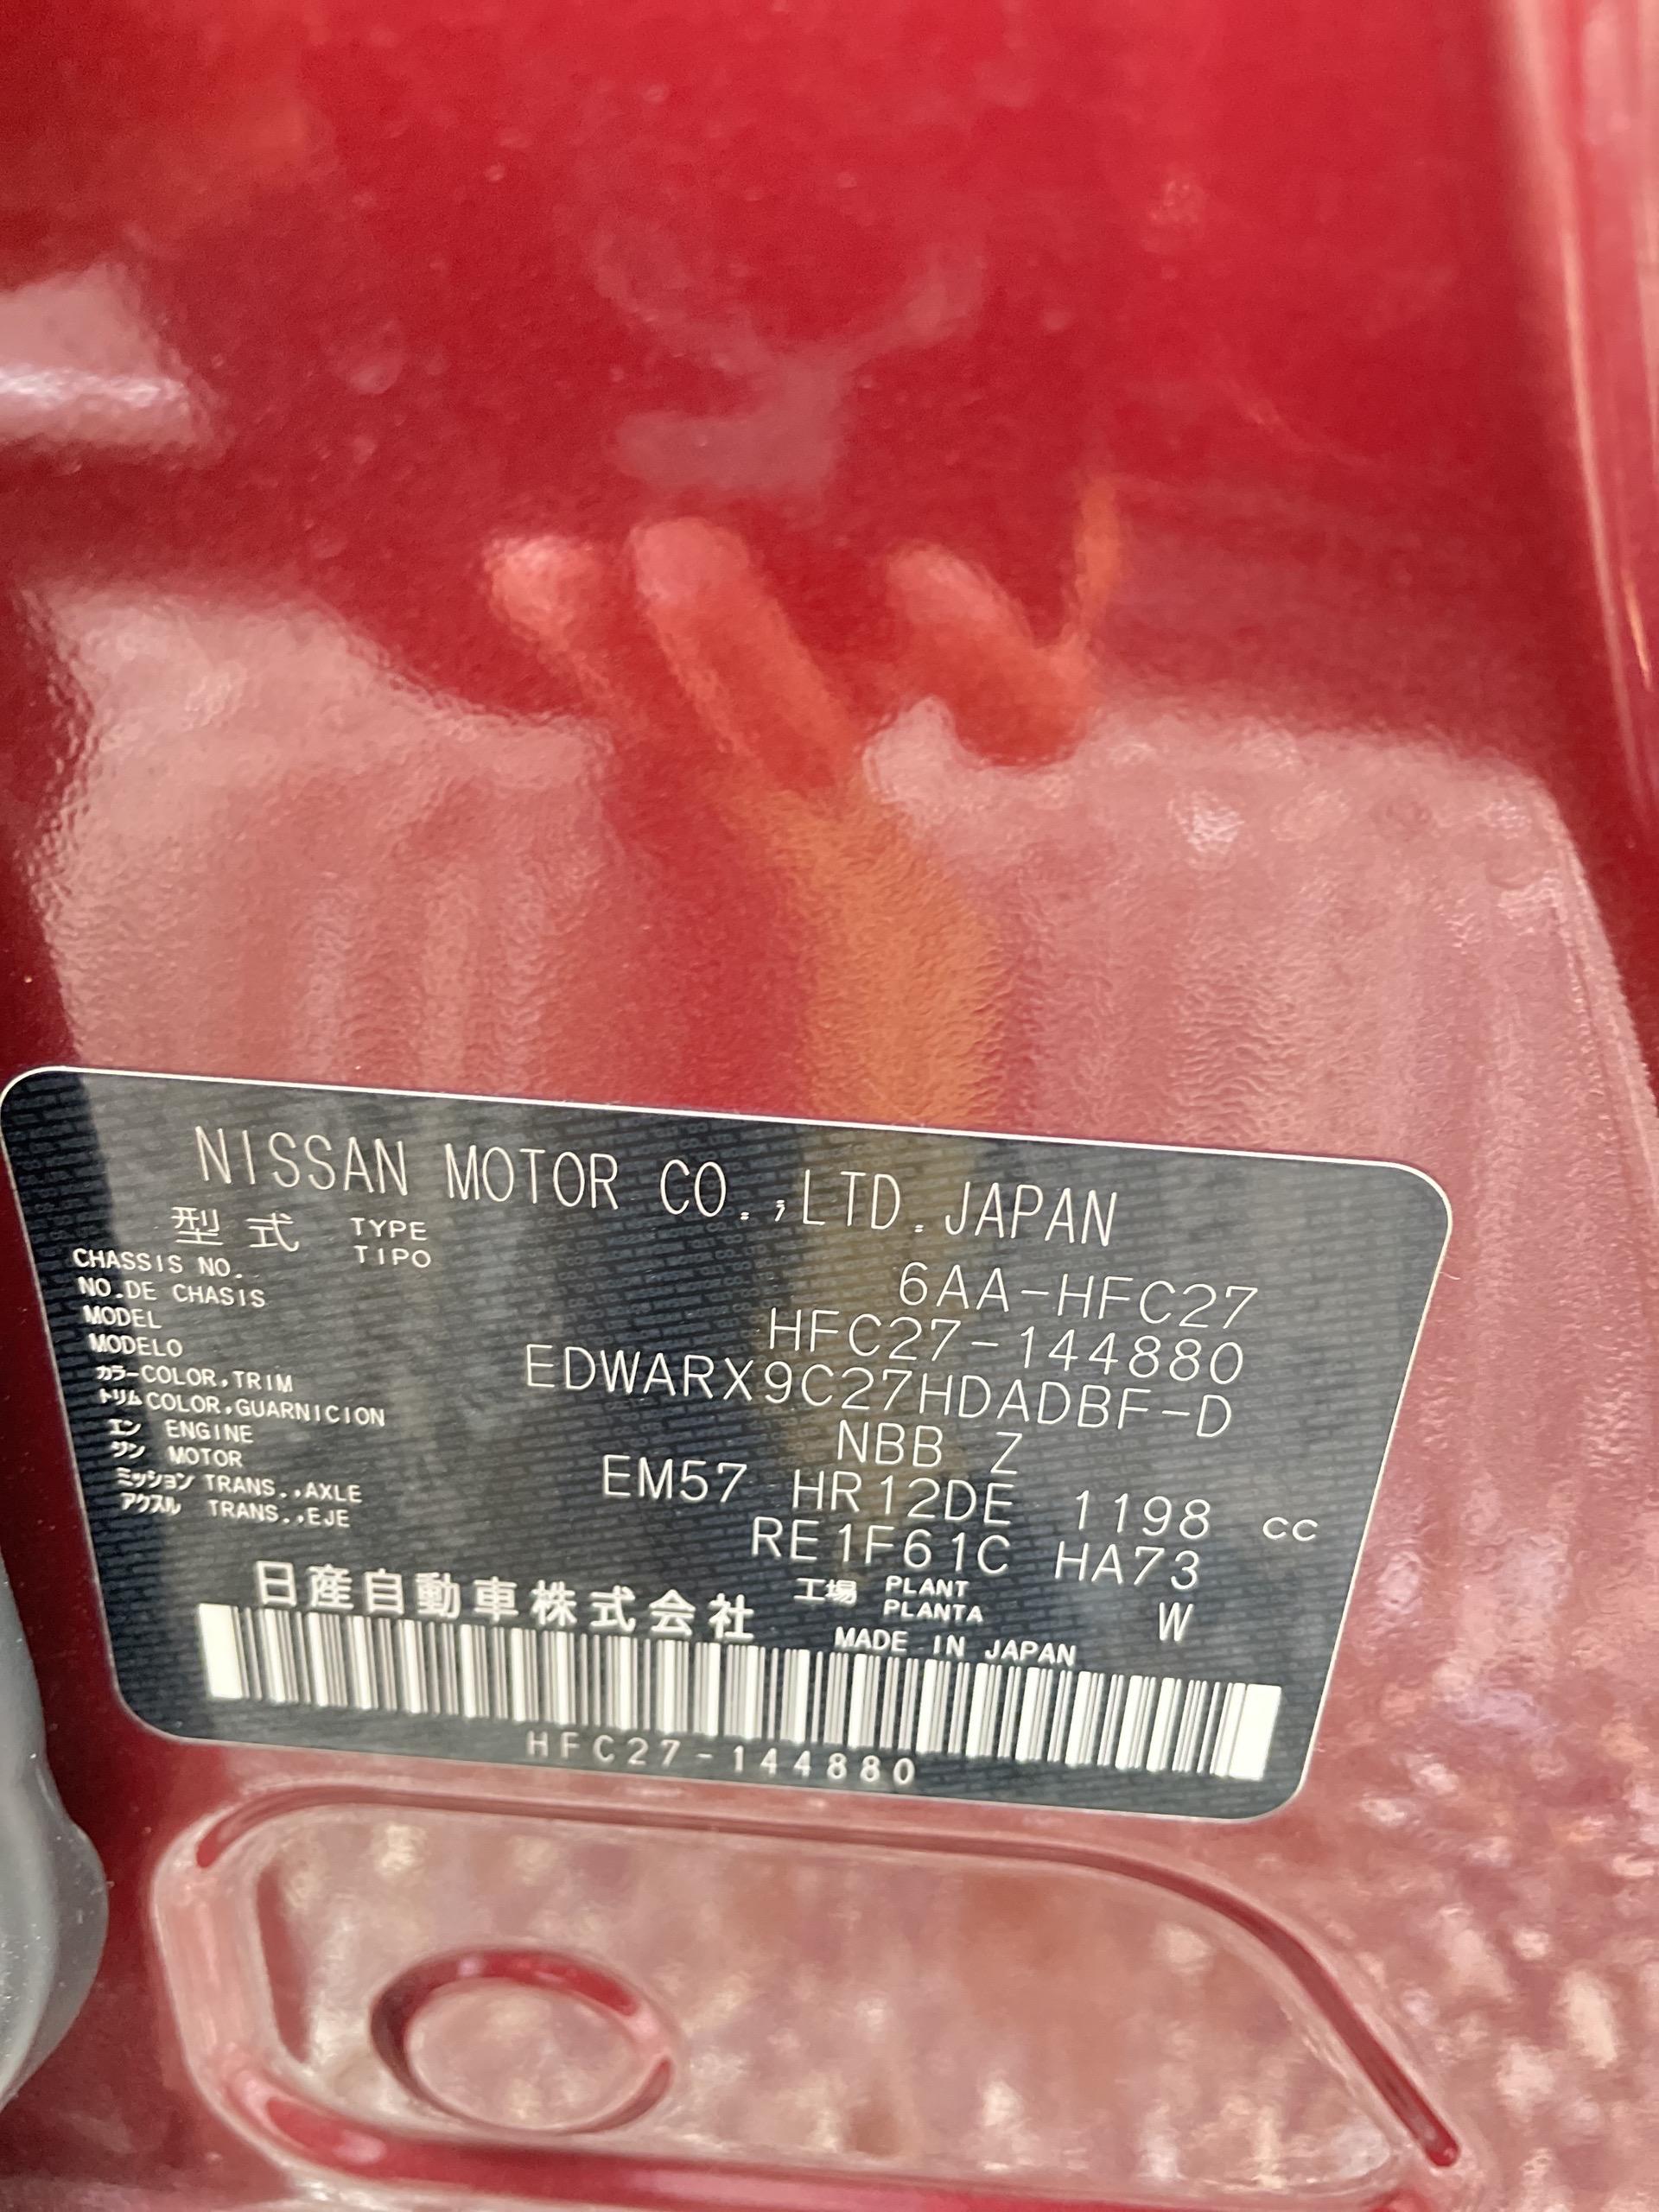 NISSAN MOTOR CO.,LTD.JAPAN
型式 TYPE
TIPO
6AA-HFC27
CHASSIS NO.
NO.DE CHASIS
HFC27-144880
MODEL
MODELO
EDWARX9C27HDADBF-D
カラー COLOR,TRIM
トリム COLOR,GUARNICION
NBB Z
エン ENGINE
ジン MOTOR
EM57 HR12DE 1198 cc
ミッション TRANS.,AXLE
アクスル TRANS.,EJE
RE1F61C HA73
日産自動車株式会社
工場 PLANT
PLANTA
W
MADE IN JAPAN
HFC27-144880